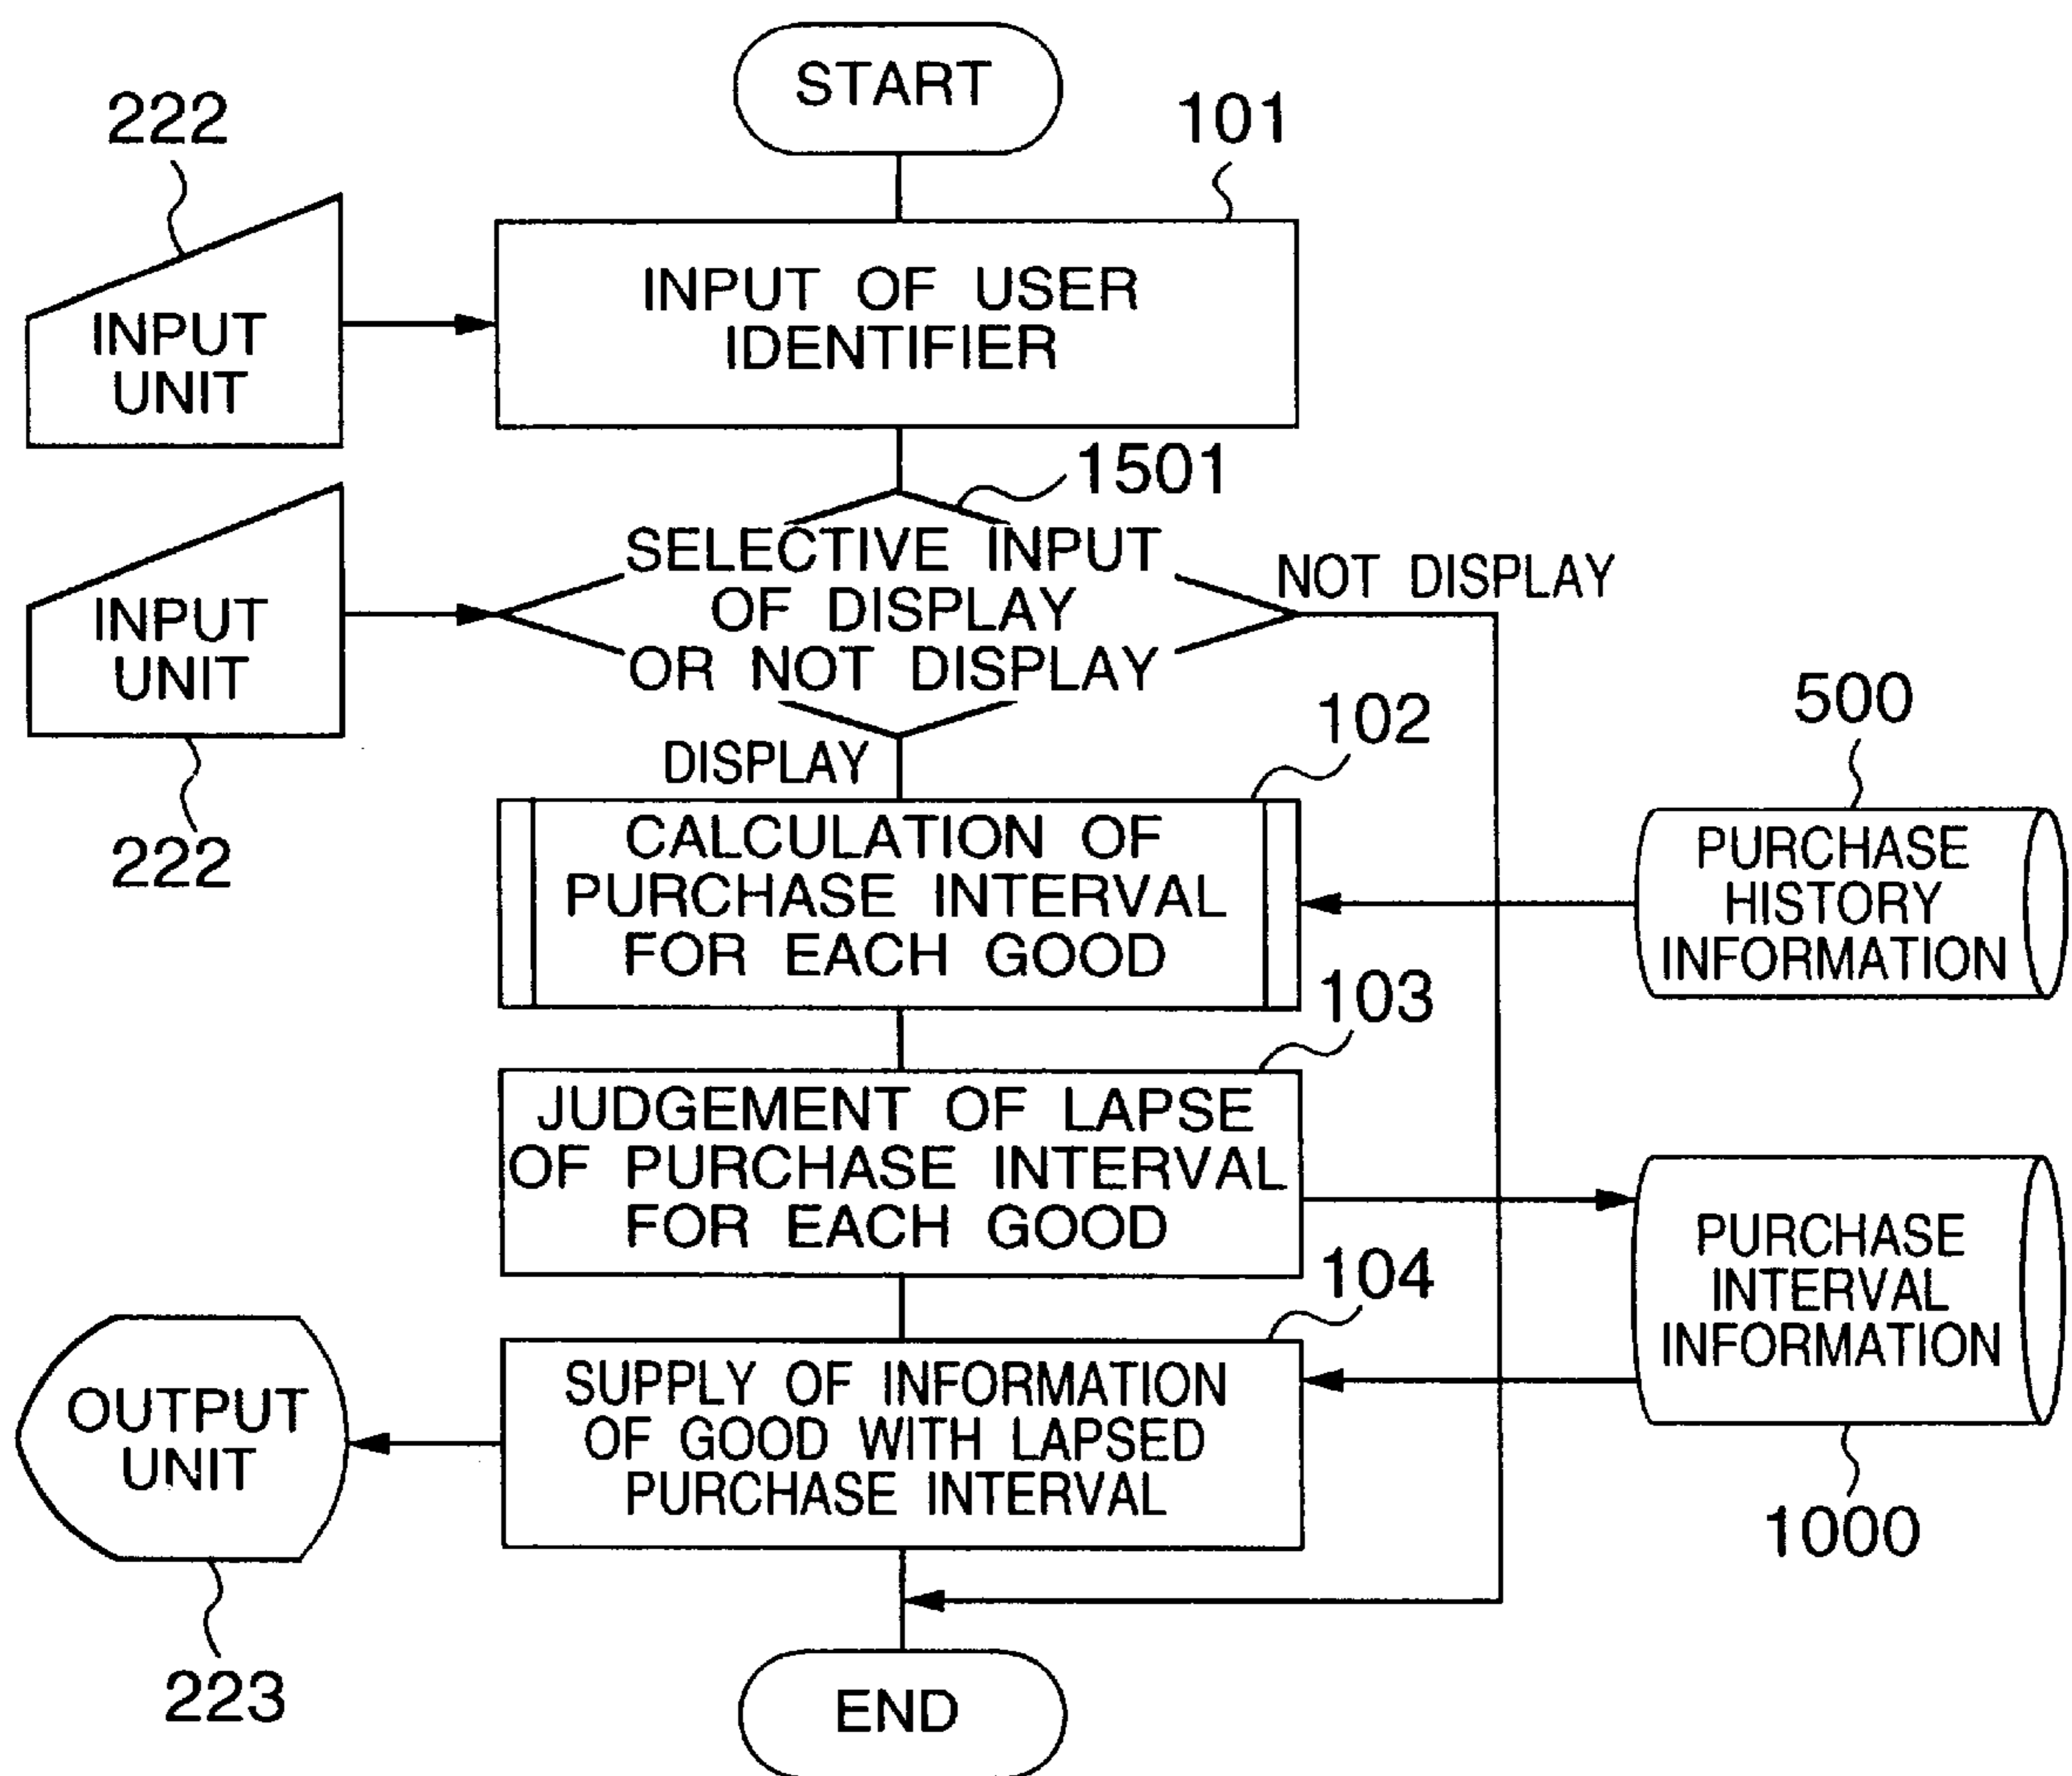 START
222
101
INPUT
UNIT
INPUT OF USER
IDENTIFIER
1501
INPUT
UNIT
222
SELECTIVE INPUT
OF DISPLAY
OR NOT DISPLAY
NOT DISPLAY
DISPLAY
102
500
CALCULATION OF
PURCHASE INTERVAL
FOR EACH GOOD
PURCHASE
HISTORY
INFORMATION
103
JUDGEMENT OF LAPSE
OF PURCHASE INTERVAL
FOR EACH GOOD
PURCHASE
INTERVAL
INFORMATION
1000
104
SUPPLY OF INFORMATION
OF GOOD WITH LAPSED
PURCHASE INTERVAL
OUTPUT
UNIT
223
END